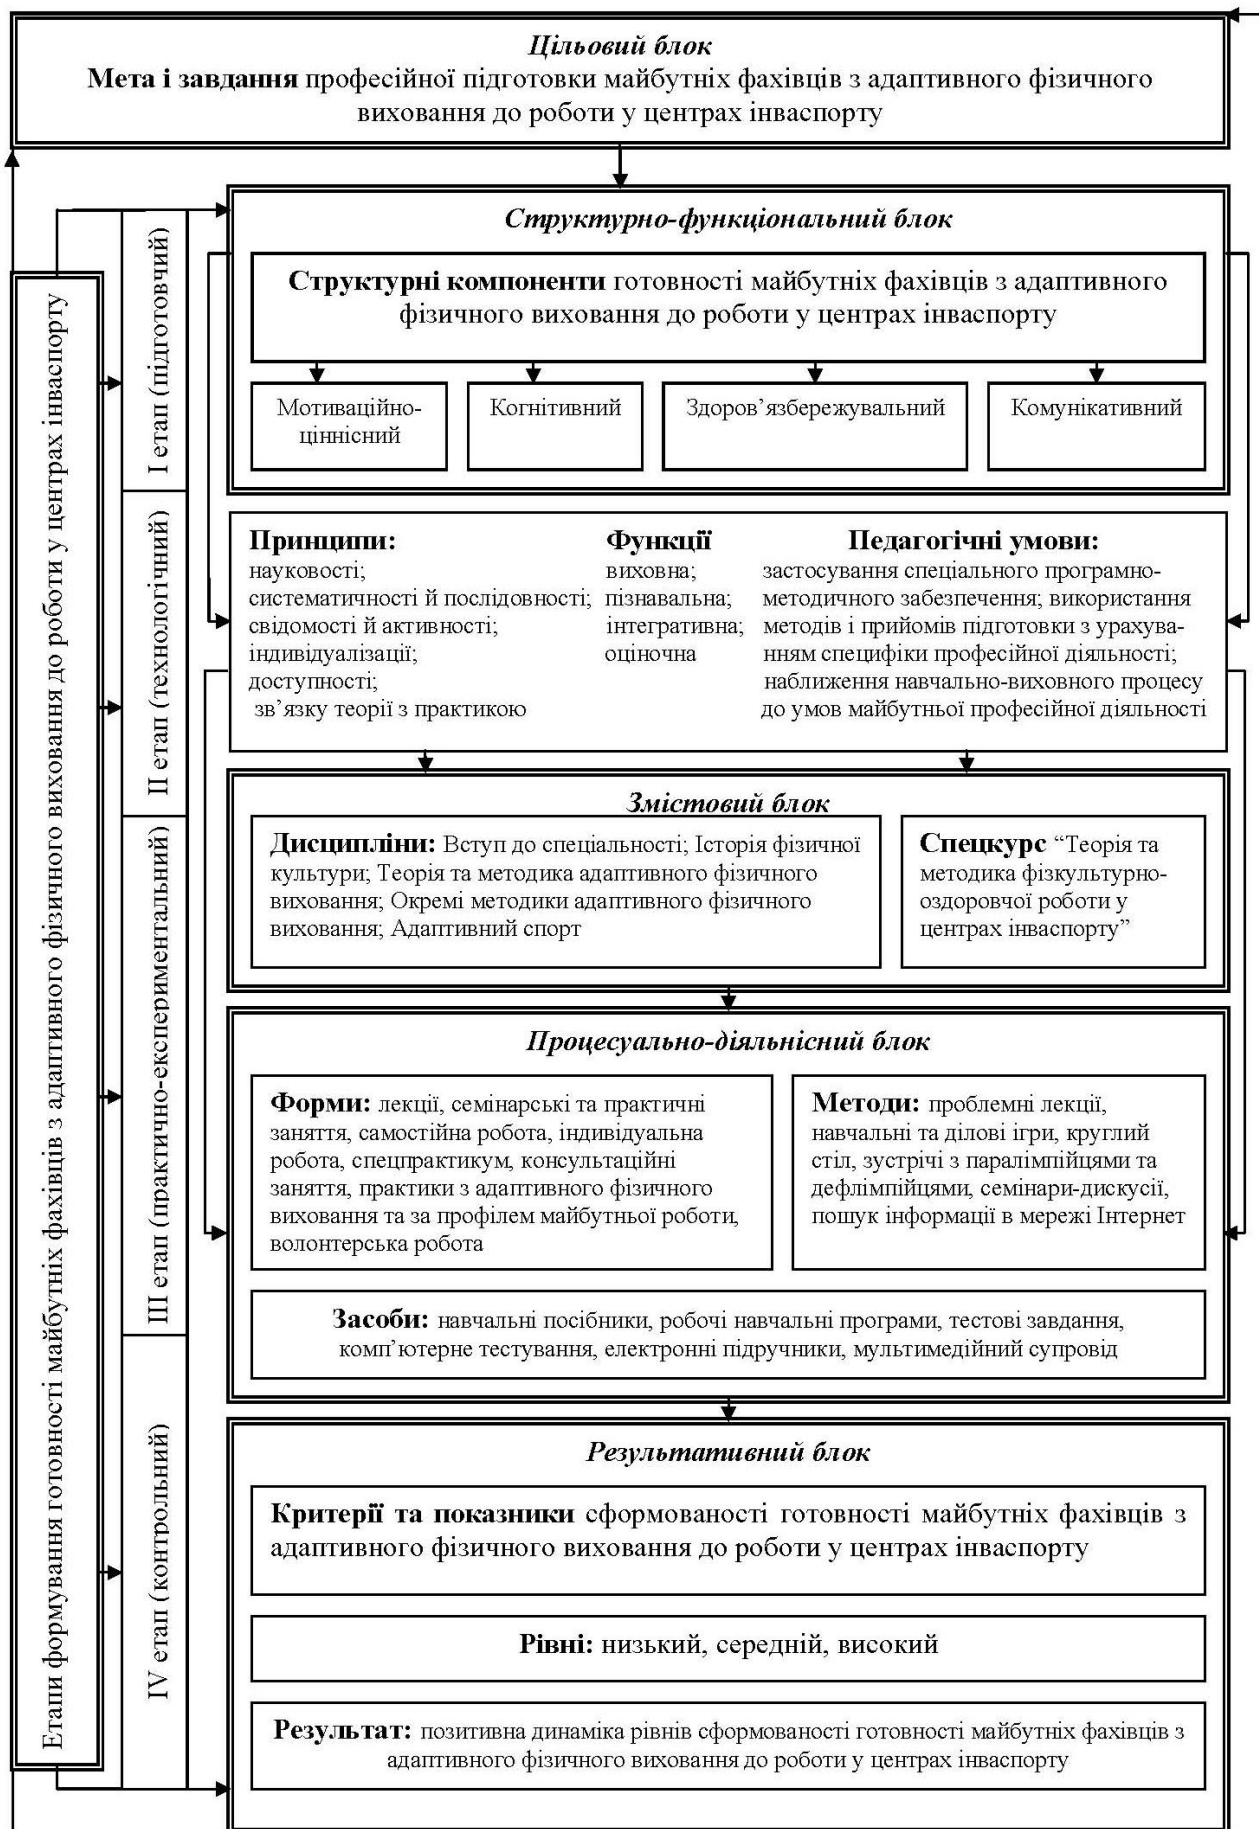 Цільовий блок
Мета і завдання професійної підготовки майбутніх фахівців з адаптивного фізичного
виховання до роботи у центрах інваспорту
Етапи формування готовності майбутніх фахівців з адаптивного фізичного виховання до роботи у центрах інваспорту
І етап (підготовчий)
ІІ етап (технологічний)
ІІІ етап (практично-експериментальний)
IV етап (контрольний)
Структурно-функціональний блок
Структурні компоненти готовності майбутніх фахівців з адаптивного
фізичного виховання до роботи у центрах інваспорту
Мотиваційно-
ціннісний
Когнітивний
Здоров’язбережувальний
Комунікативний
Принципи:
науковості;
систематичності й послідовності;
свідомості й активності;
індивідуалізації;
доступності;
зв’язку теорії з практикою
Функції
виховна;
пізнавальна;
інтегративна;
оціночна
Педагогічні умови:
застосування спеціального програмно-
методичного забезпечення; використання
методів і прийомів підготовки з урахуву-
анням специфіки професійної діяльності;
наближення навчально-виховного процесу
до умов майбутньої професійної діяльності
Змістовий блок
Дисципліни: Вступ до спеціальності; Історія фізичної
культури; Теорія та методика адаптивного фізичного
виховання; Окремі методики адаптивного фізичного
виховання; Адаптивний спорт
Спецкурс “Теорія та
методика фізкультурно-
оздоровчої роботи у
центрах інваспорту”
Процесуально-діяльнісний блок
Форми: лекції, семінарські та практичні
заняття, самостійна робота, індивідуальна
робота, спецпрактикум, консультаційні
заняття, практики з адаптивного фізичного
виховання та за профілем майбутньої роботи,
волонтерська робота
Методи: проблемні лекції,
навчальні та ділові ігри, круглий
стіл, зустрічі з паралімпійцями та
дефлімпійцями, семінари-дискусії,
пошук інформації в мережі Інтернет
Засоби: навчальні посібники, робочі навчальні програми, тестові завдання,
комп’ютерне тестування, електронні підручники, мультимедійний супровід
Результативний блок
Критерії та показники сформованості готовності майбутніх фахівців з
адаптивного фізичного виховання до роботи у центрах інваспорту
Рівні: низький, середній, високий
Результат: позитивна динаміка рівнів сформованості готовності майбутніх фахівців з
адаптивного фізичного виховання до роботи у центрах інваспорту